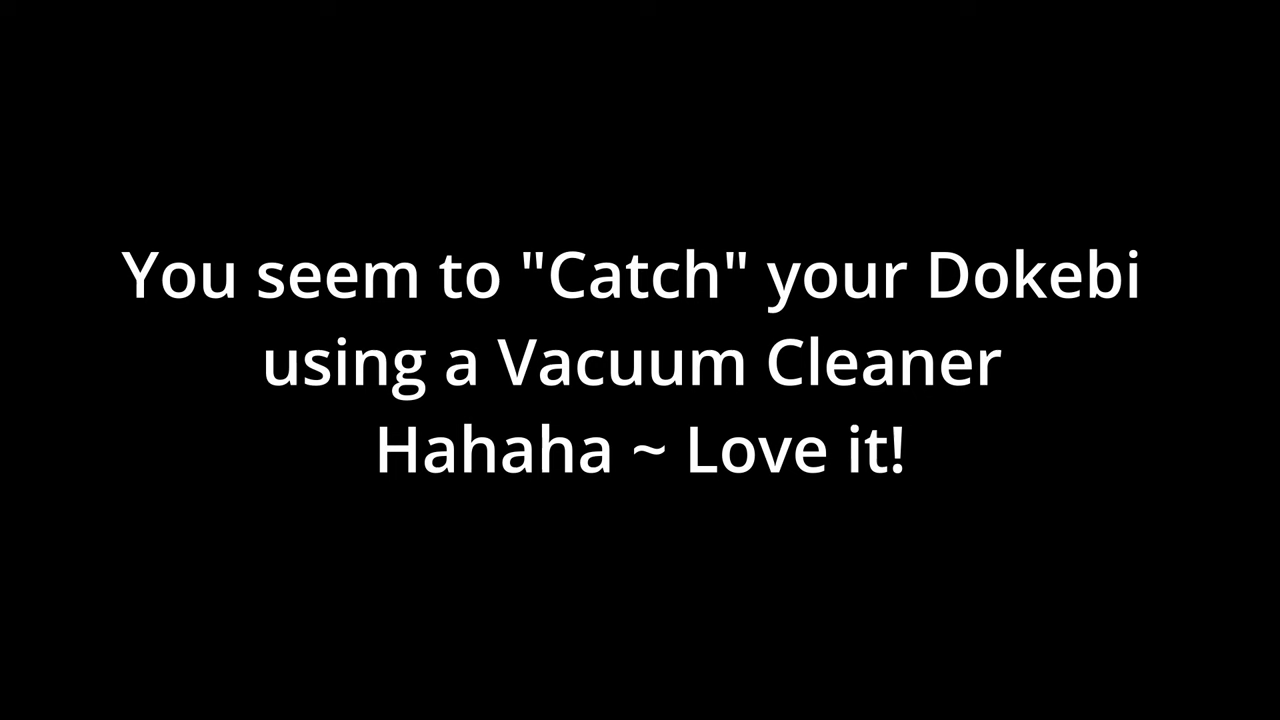 You seem to "Catch" your Dokebi
using a Vacuum Cleaner
Hahaha ~ Love it!